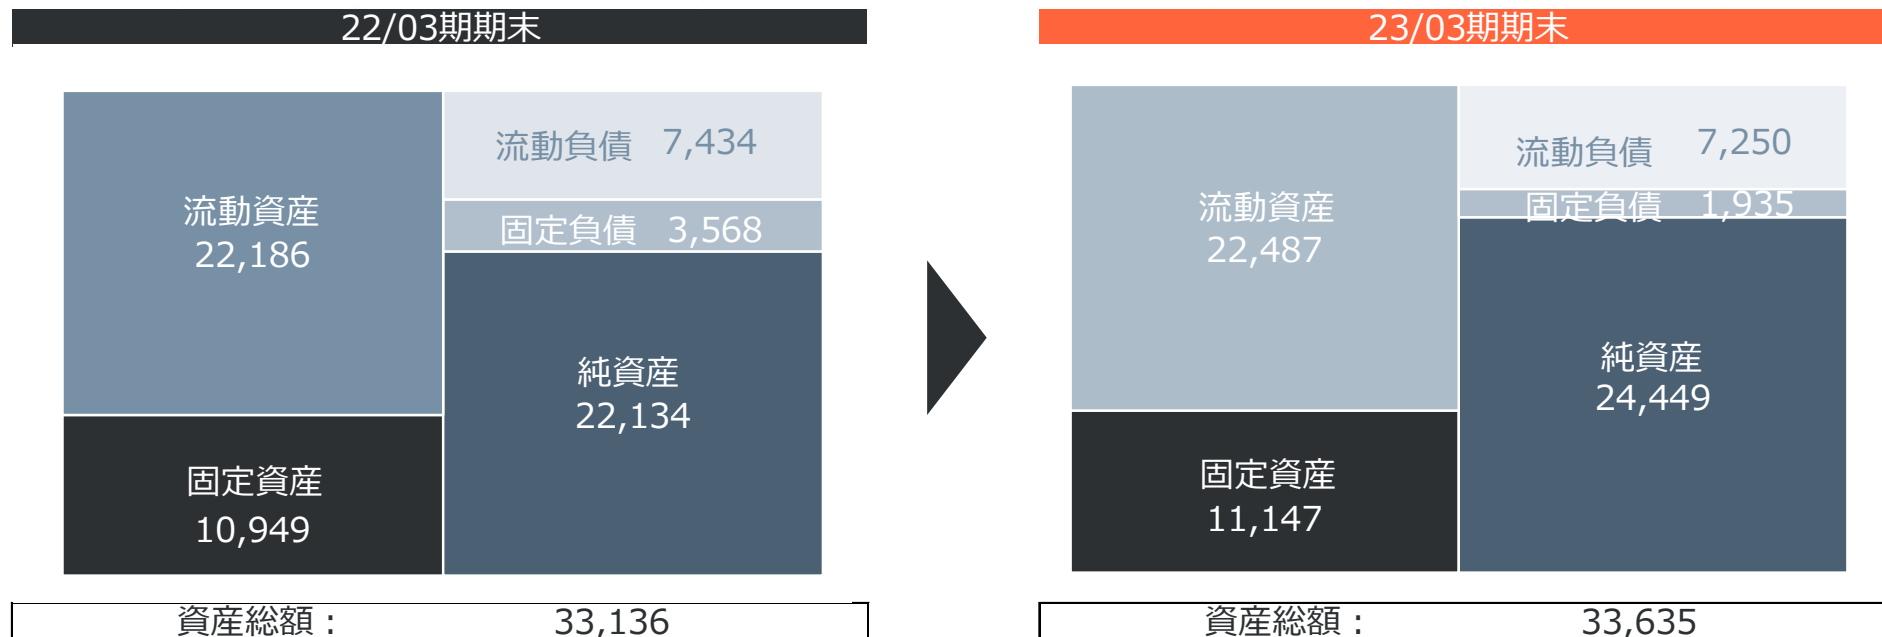 22/03期期末
流動資産
22,186
固定資産
10,949
流動負債 7,434
固定負債 3,568
純資産
22,134
資産総額： 33,136
23/03期期末
流動資産
22,487
固定資産
11,147
流動負債 7,250
固定負債 1,935
純資産
24,449
資産総額： 33,635